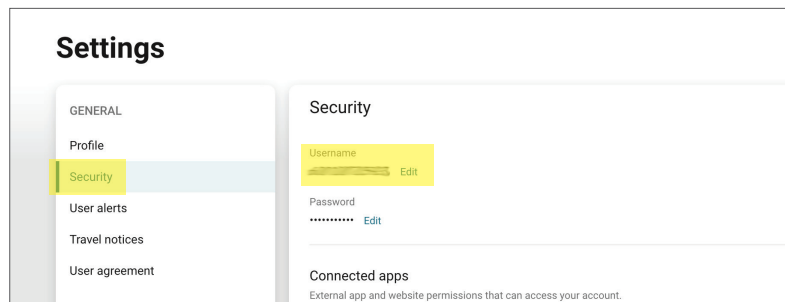 Settings
GENERAL
Profile
Security
User alerts
Travel notices
User agreement
Security
Username
Edit
Password
••••••••••• Edit
Connected apps
External app and website permissions that can access your account.